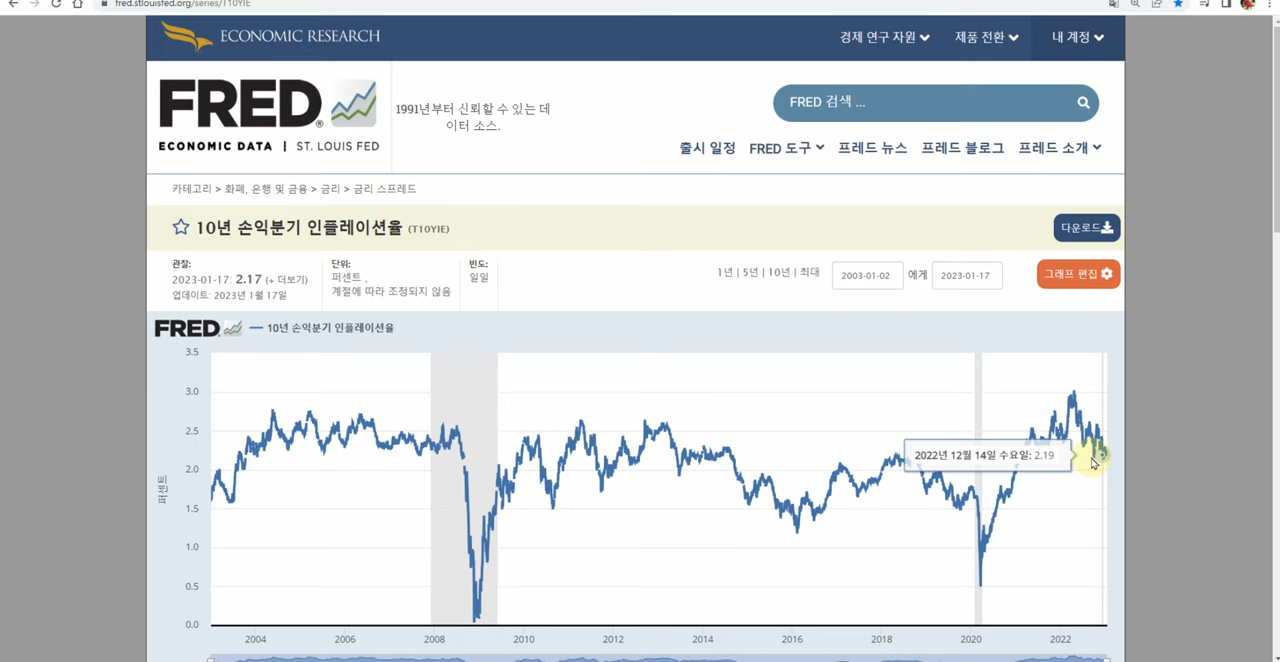 fred.stlouisfed.org/series/T10YIE
ECONOMIC RESEARCH
경제 연구 자원 제품 전환 내 계정
FRED®
ECONOMIC DATA | ST. LOUIS FED
1991년부터 신뢰할 수 있는 데
이터 소스.
FRED 검색 ...
출시 일정 FRED 도구 프레드 뉴스 프레드 블로그 프레드 소개
카테고리 > 화폐, 은행 및 금융 > 금리 > 금리 스프레드
10년 손익분기 인플레이션율 (T10YIE)
다운로드
관찰:
2023-01-17: 2.17 (+ 더보기)
업데이트: 2023년 1월 17일
단위:
퍼센트 ,
계절에 따라 조정되지 않음
빈도:
일일
1년 | 5년 | 10년 | 최대
2003-01-02 에게 2023-01-17
그래프 편집
FRED 10년 손익분기 인플레이션율
3.5
3.0
2.5
2.0
1.5
1.0
0.5
0.0
퍼센트
2022년 12월 14일 수요일: 2.19
2004 2006 2008 2010 2012 2014 2016 2018 2020 2022